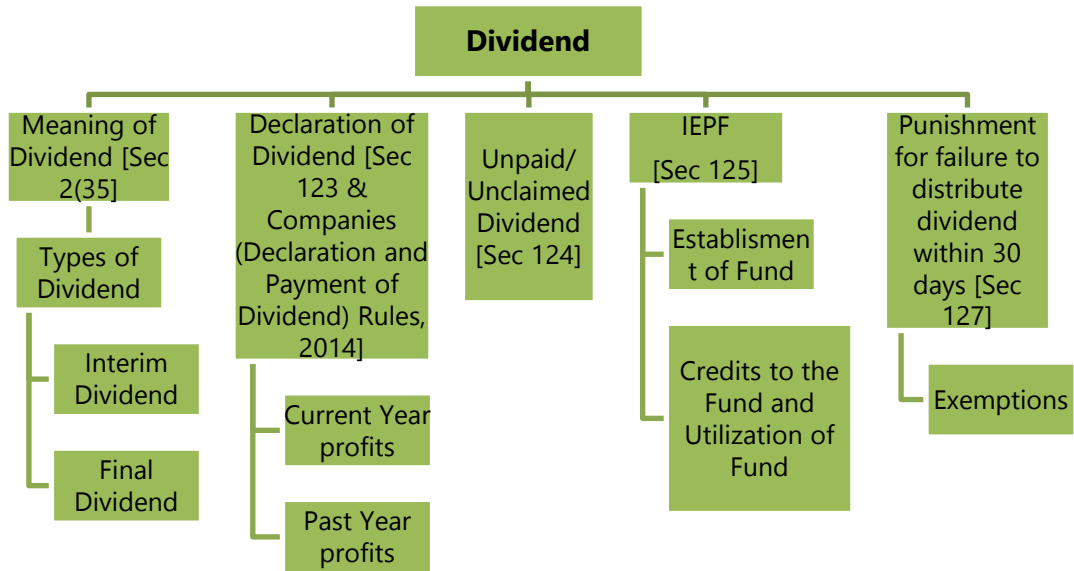 Dividend
Meaning of
Dividend [Sec
2(35]
Types of
Dividend
Interim
Dividend
Final
Dividend
Declaration of
Dividend [Sec
123 &
Companies
(Declaration and
Payment of
Dividend) Rules,
2014]
Current Year
profits
Past Year
profits
Unpaid/
Unclaimed
Dividend
[Sec 124]
IEPF
[Sec 125]
Establismen
t of Fund
Credits to the
Fund and
Utilization of
Fund
Punishment
for failure to
distribute
dividend
within 30
days [Sec
127]
Exemptions